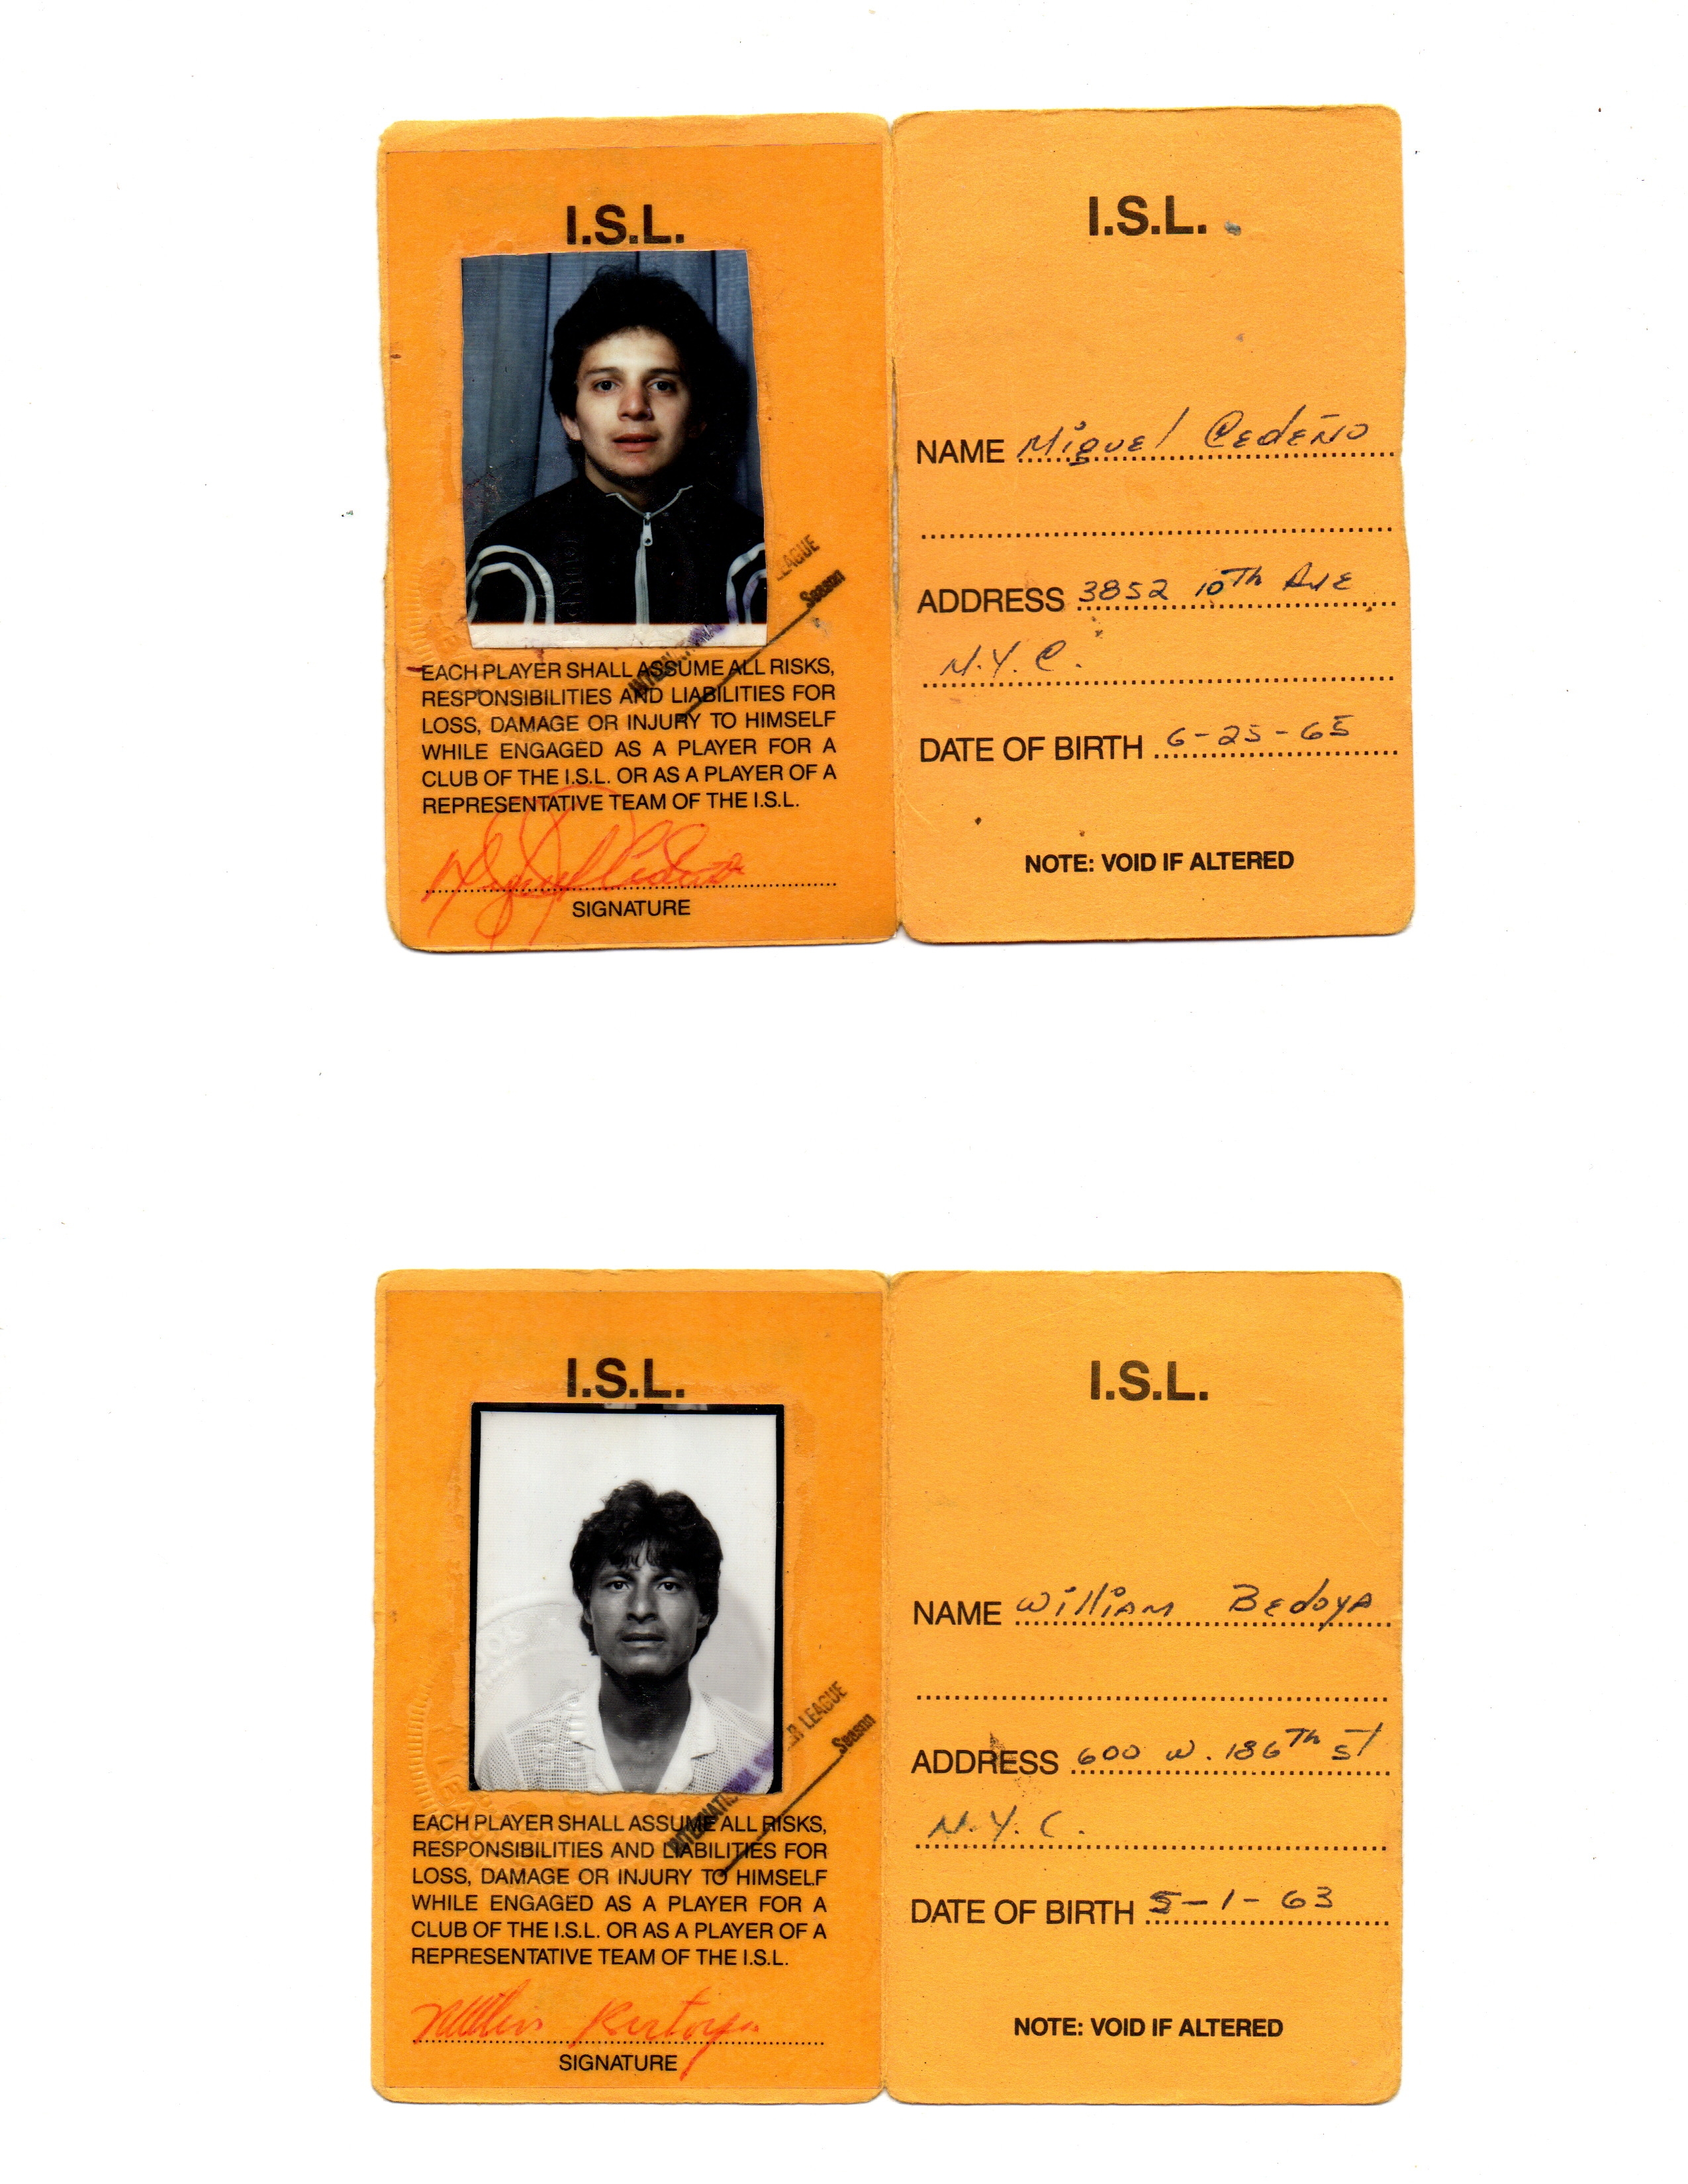 I.S.L.
LEAGUE
Season
EACH PLAYER SHALL ASSUME ALL RISKS,
RESPONSIBILITIES AND LIABILITIES FOR
LOSS, DAMAGE OR INJURY TO HIMSELF
WHILE ENGAGED AS A PLAYER FOR A
CLUB OF THE I.S.L. OR AS A PLAYER OF A
REPRESENTATIVE TEAM OF THE I.S.L.
SIGNATURE
I.S.L.
NAME Miguel Cedeño
ADDRESS 3852 10Th Ave
N.Y.C.
DATE OF BIRTH 6-25-65
NOTE: VOID IF ALTERED
I.S.L.
LEAGUE
Season
EACH PLAYER SHALL ASSUME ALL RISKS,
RESPONSIBILITIES AND LIABILITIES FOR
LOSS, DAMAGE OR INJURY TO HIMSELF
WHILE ENGAGED AS A PLAYER FOR A
CLUB OF THE I.S.L. OR AS A PLAYER OF A
REPRESENTATIVE TEAM OF THE I.S.L.
SIGNATURE
I.S.L.
NAME William Bedoya
ADDRESS 600 W. 186Th St
N.Y.C.
DATE OF BIRTH 5-1-63
NOTE: VOID IF ALTERED